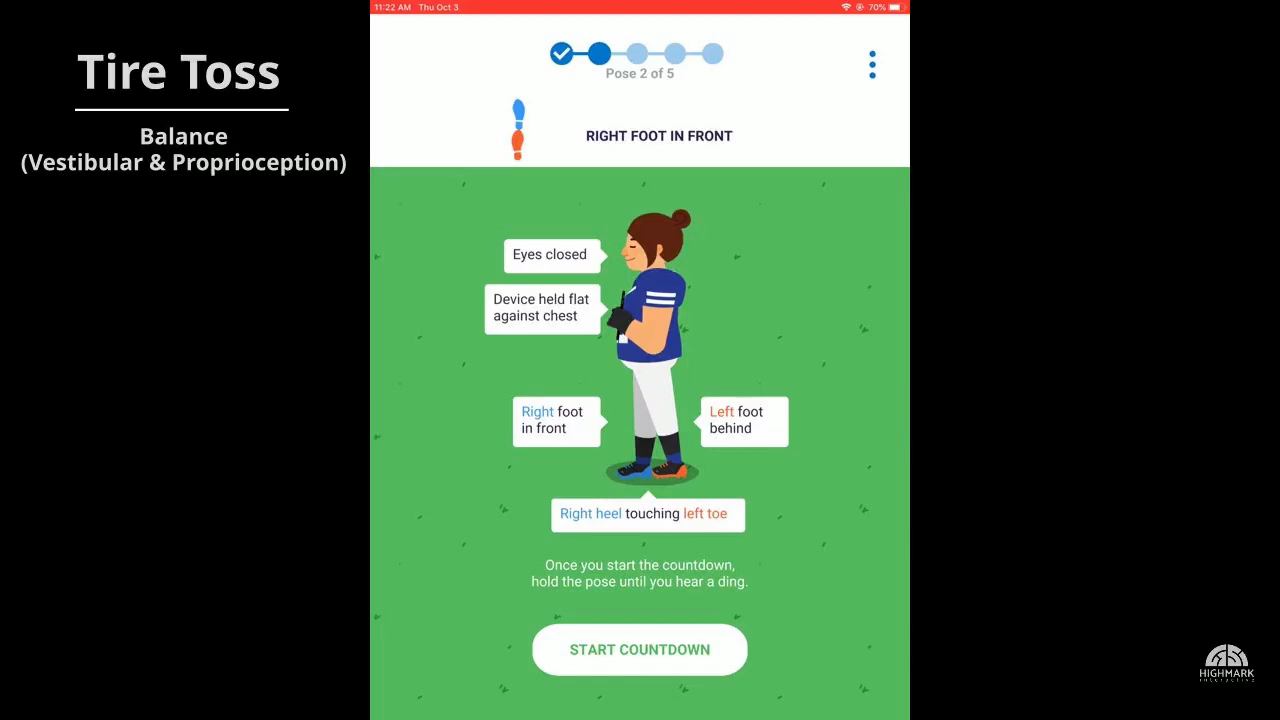 11:22 AM Thu Oct 3
70%
Tire Toss
Balance
(Vestibular & Proprioception)
Pose 2 of 5
RIGHT FOOT IN FRONT
Eyes closed
Device held flat
against chest
Right foot
in front
Left foot
behind
Right heel touching left toe
Once you start the countdown,
hold the pose until you hear a ding.
START COUNTDOWN
HIGHMARK
interactive